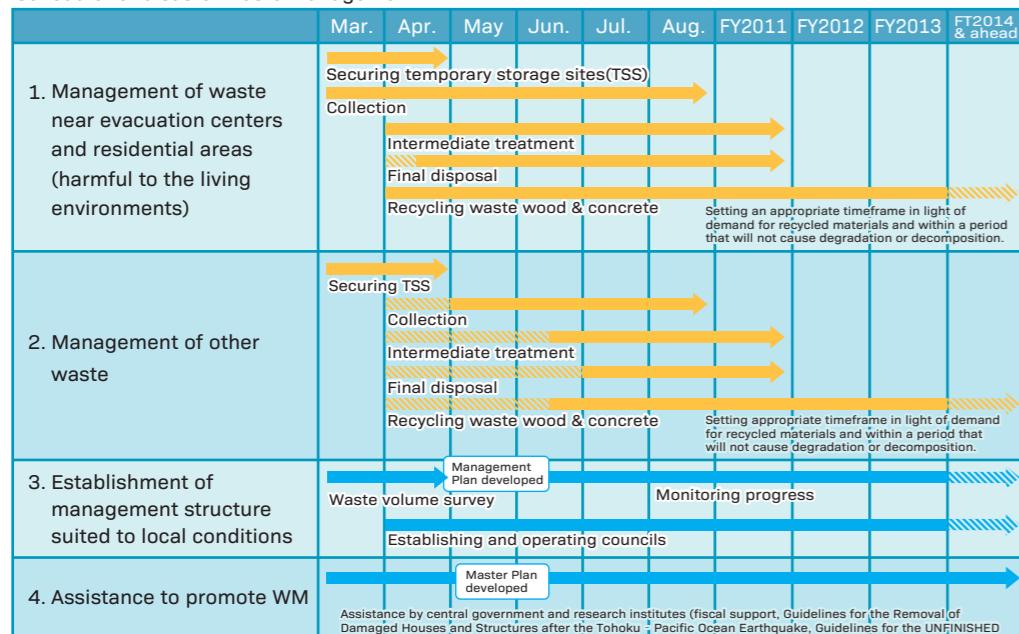 Mar. Apr. May Jun. Jul. Aug. FY2011 FY2012 FY2013 FT2014
& ahead
1. Management of waste
near evacuation centers
and residential areas
(harmful to the living
environments)
Securing temporary storage sites(TSS)
Collection
Intermediate treatment
Final disposal
Recycling waste wood & concrete
Setting an appropriate timeframe in light of
demand for recycled materials and within a period
that will not cause degradation or decomposition.
2. Management of other
waste
Securing TSS
Collection
Intermediate treatment
Final disposal
Recycling waste wood & concrete
Setting appropriate timeframe in light of demand
for recycled materials and within a period that
will not cause degradation or decomposition.
3. Establishment of
management structure
suited to local conditions
Management
Plan developed
Waste volume survey
Monitoring progress
Establishing and operating councils
4. Assistance to promote WM
Master Plan
developed
Assistance by central government and research institutes (fiscal support, Guidelines for the Removal of
Damaged Houses and Structures after the Tohoku - Pacific Ocean Earthquake, Guidelines for the UNFINISHED